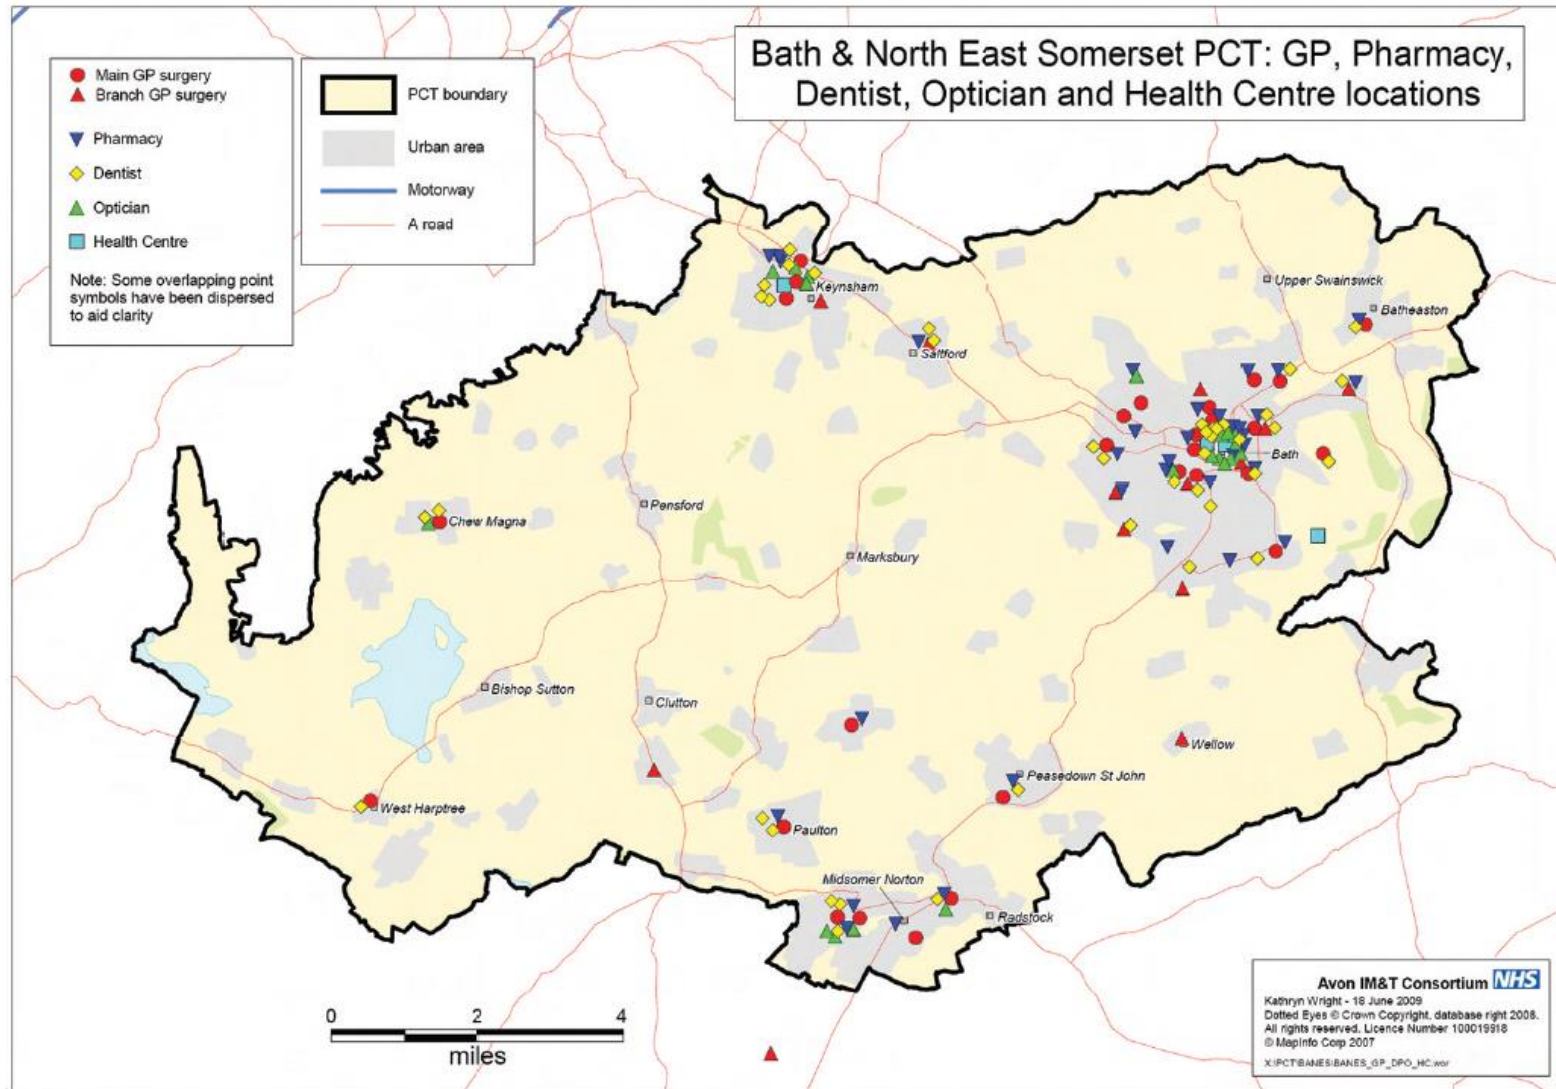 Bath & North East Somerset PCT: GP, Pharmacy,
Dentist, Optician and Health Centre locations
Main GP surgery
Branch GP surgery
Pharmacy
Dentist
Optician
Health Centre
Note: Some overlapping point
symbols have been dispersed
to aid clarity
PCT boundary
Urban area
Motorway
A road
Keynsham
Upper Swainswick
Batheaston
Saltford
Bath
Pensford
Chew Magna
Marksbury
Bishop Sutton
Clutton
Wellow
Peasedown St John
West Harptree
Paulton
Midsomer Norton
Radstock
0 2 4
miles
Avon IM&T Consortium NHS
Kathryn Wright - 18 June 2009
Dotted Eyes © Crown Copyright, database right 2008.
All rights reserved. Licence Number 100019918
© MapInfo Corp 2007
X:\PCT\BANES\BANES_GP_DPO_HC.wor